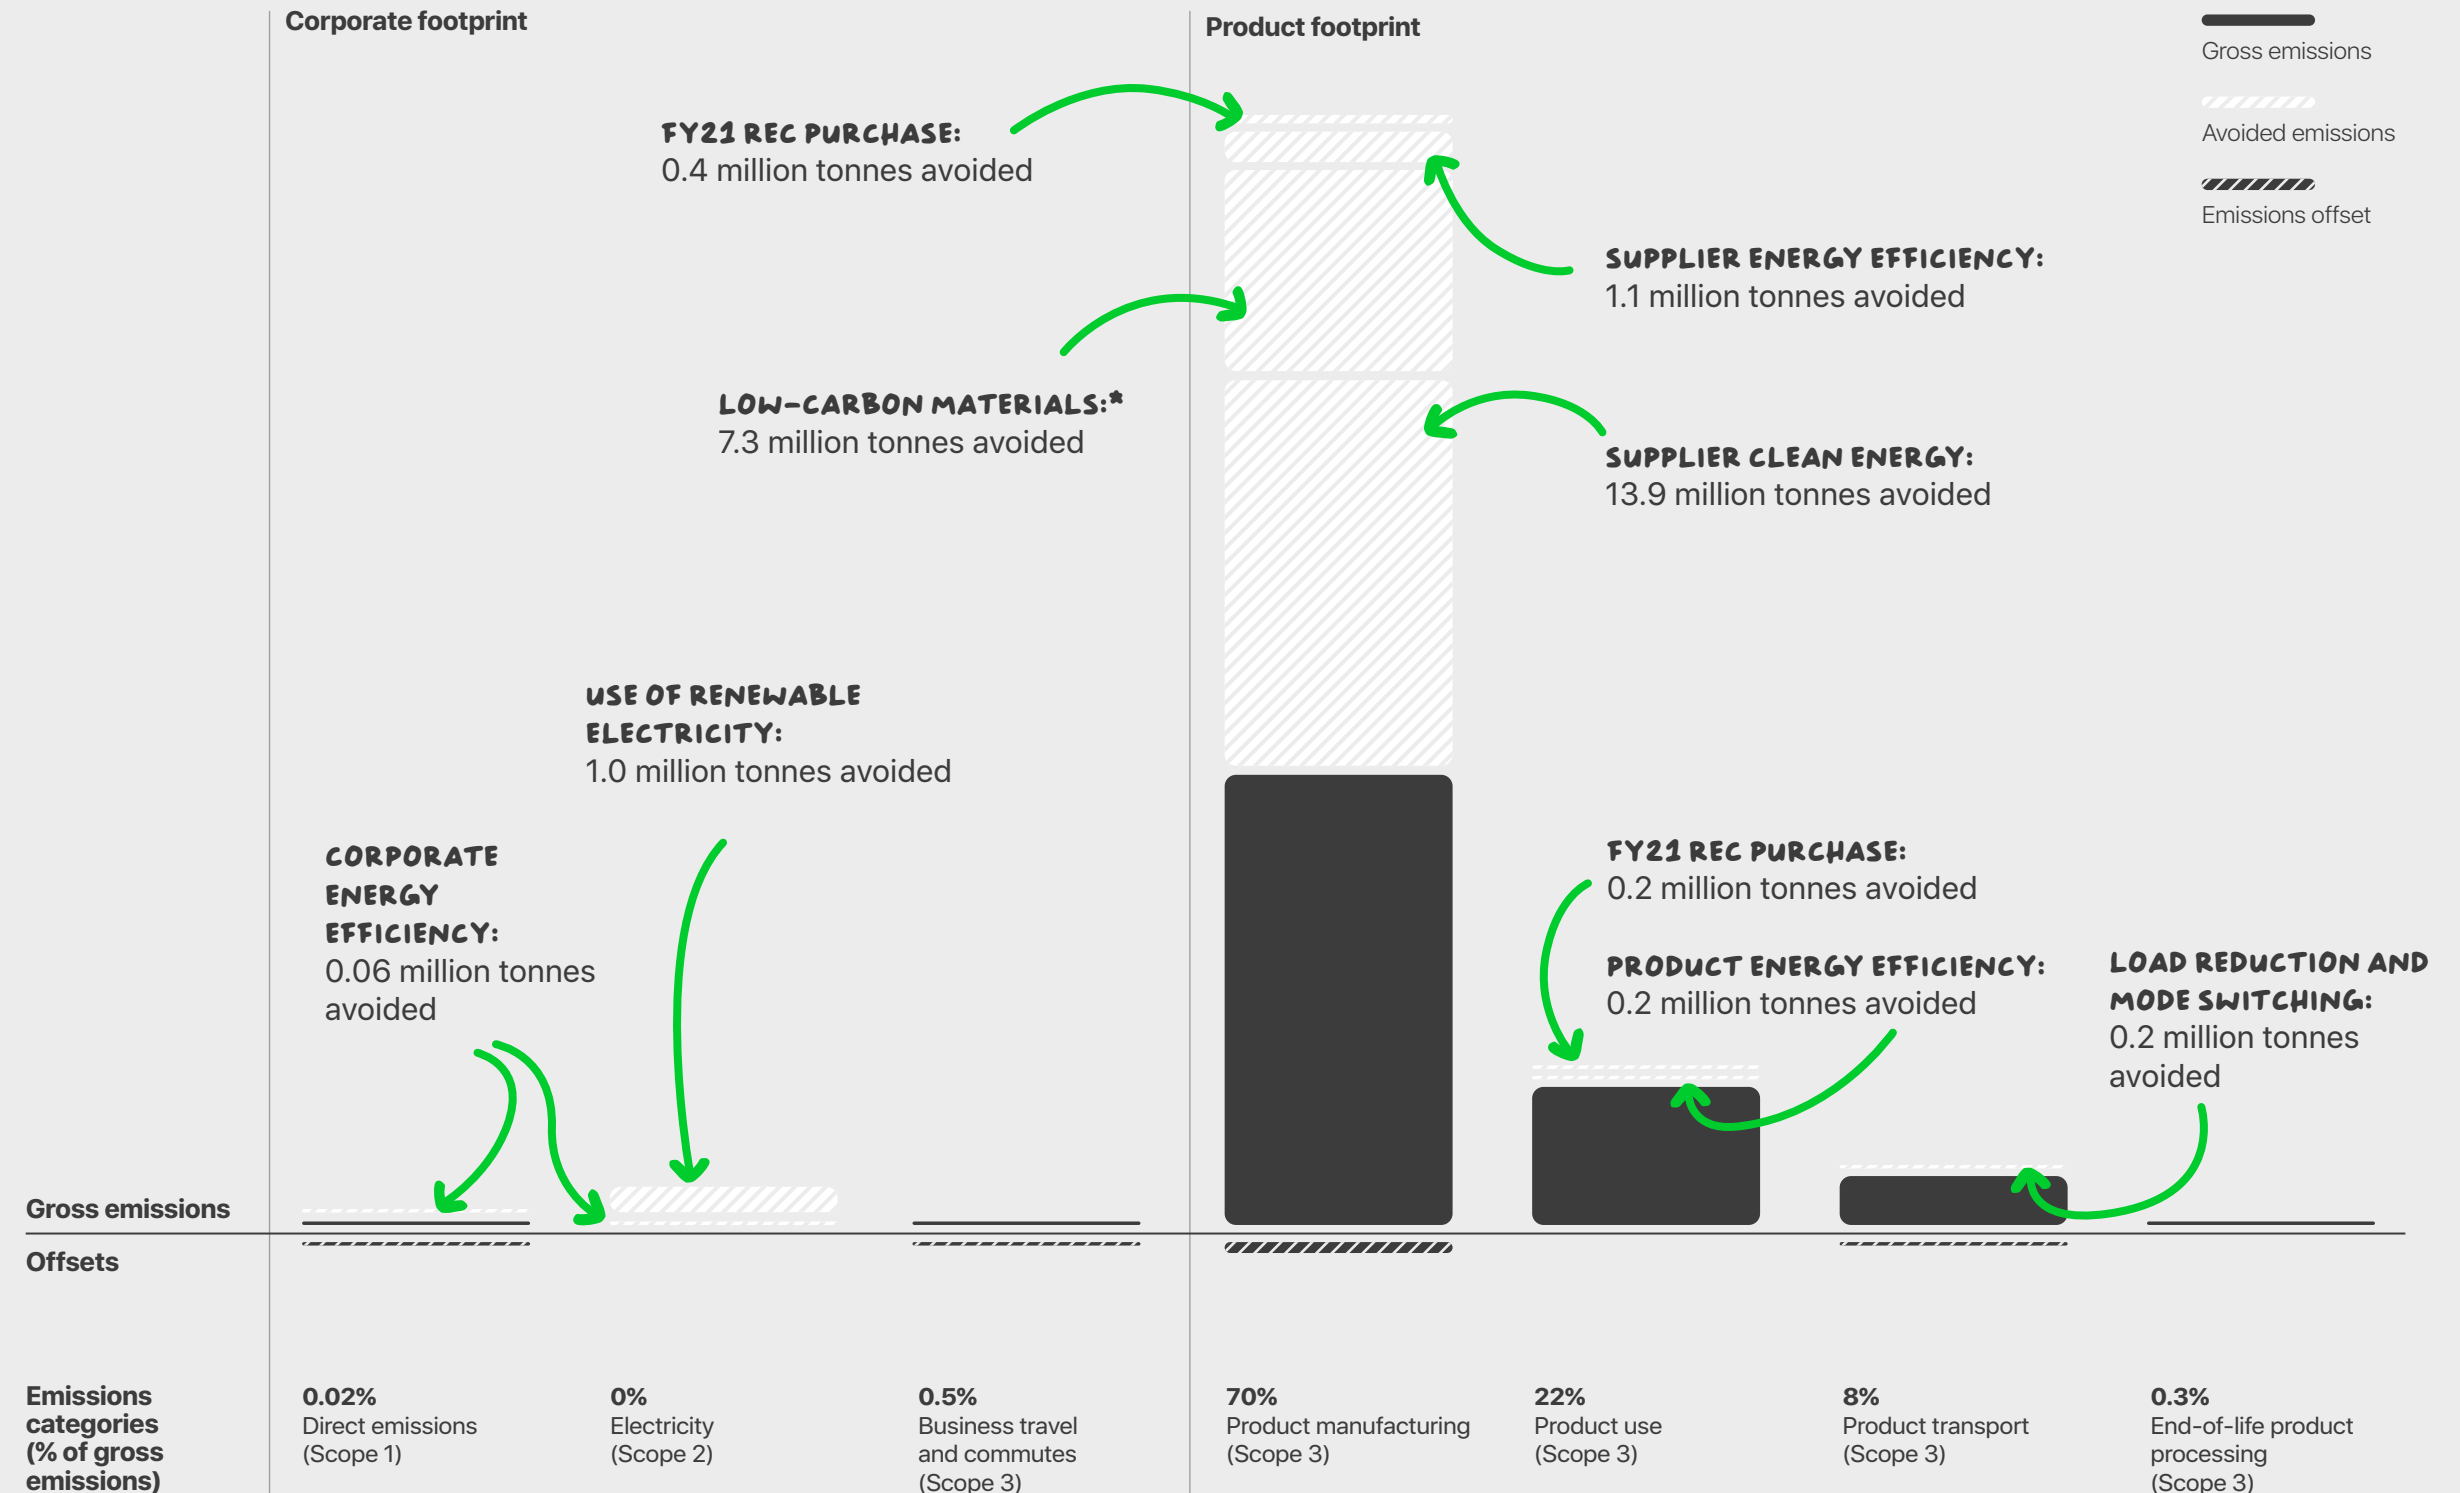 Corporate footprint
Product footprint
Gross emissions
Avoided emissions
Emissions offset
FY21 REC PURCHASE:
0.4 million tonnes avoided
SUPPLIER ENERGY EFFICIENCY:
1.1 million tonnes avoided
LOW-CARBON MATERIALS:*
7.3 million tonnes avoided
SUPPLIER CLEAN ENERGY:
13.9 million tonnes avoided
USE OF RENEWABLE
ELECTRICITY:
1.0 million tonnes avoided
CORPORATE
ENERGY
EFFICIENCY:
0.06 million tonnes
avoided
FY21 REC PURCHASE:
0.2 million tonnes avoided
PRODUCT ENERGY EFFICIENCY:
0.2 million tonnes avoided
LOAD REDUCTION AND
MODE SWITCHING:
0.2 million tonnes
avoided
Gross emissions
Offsets
Emissions
categories
(% of gross
emissions)
0.02%
Direct emissions
(Scope 1)
0%
Electricity
(Scope 2)
0.5%
Business travel
and commutes
(Scope 3)
70%
Product manufacturing
(Scope 3)
22%
Product use
(Scope 3)
8%
Product transport
(Scope 3)
0.3%
End-of-life product
processing
(Scope 3)